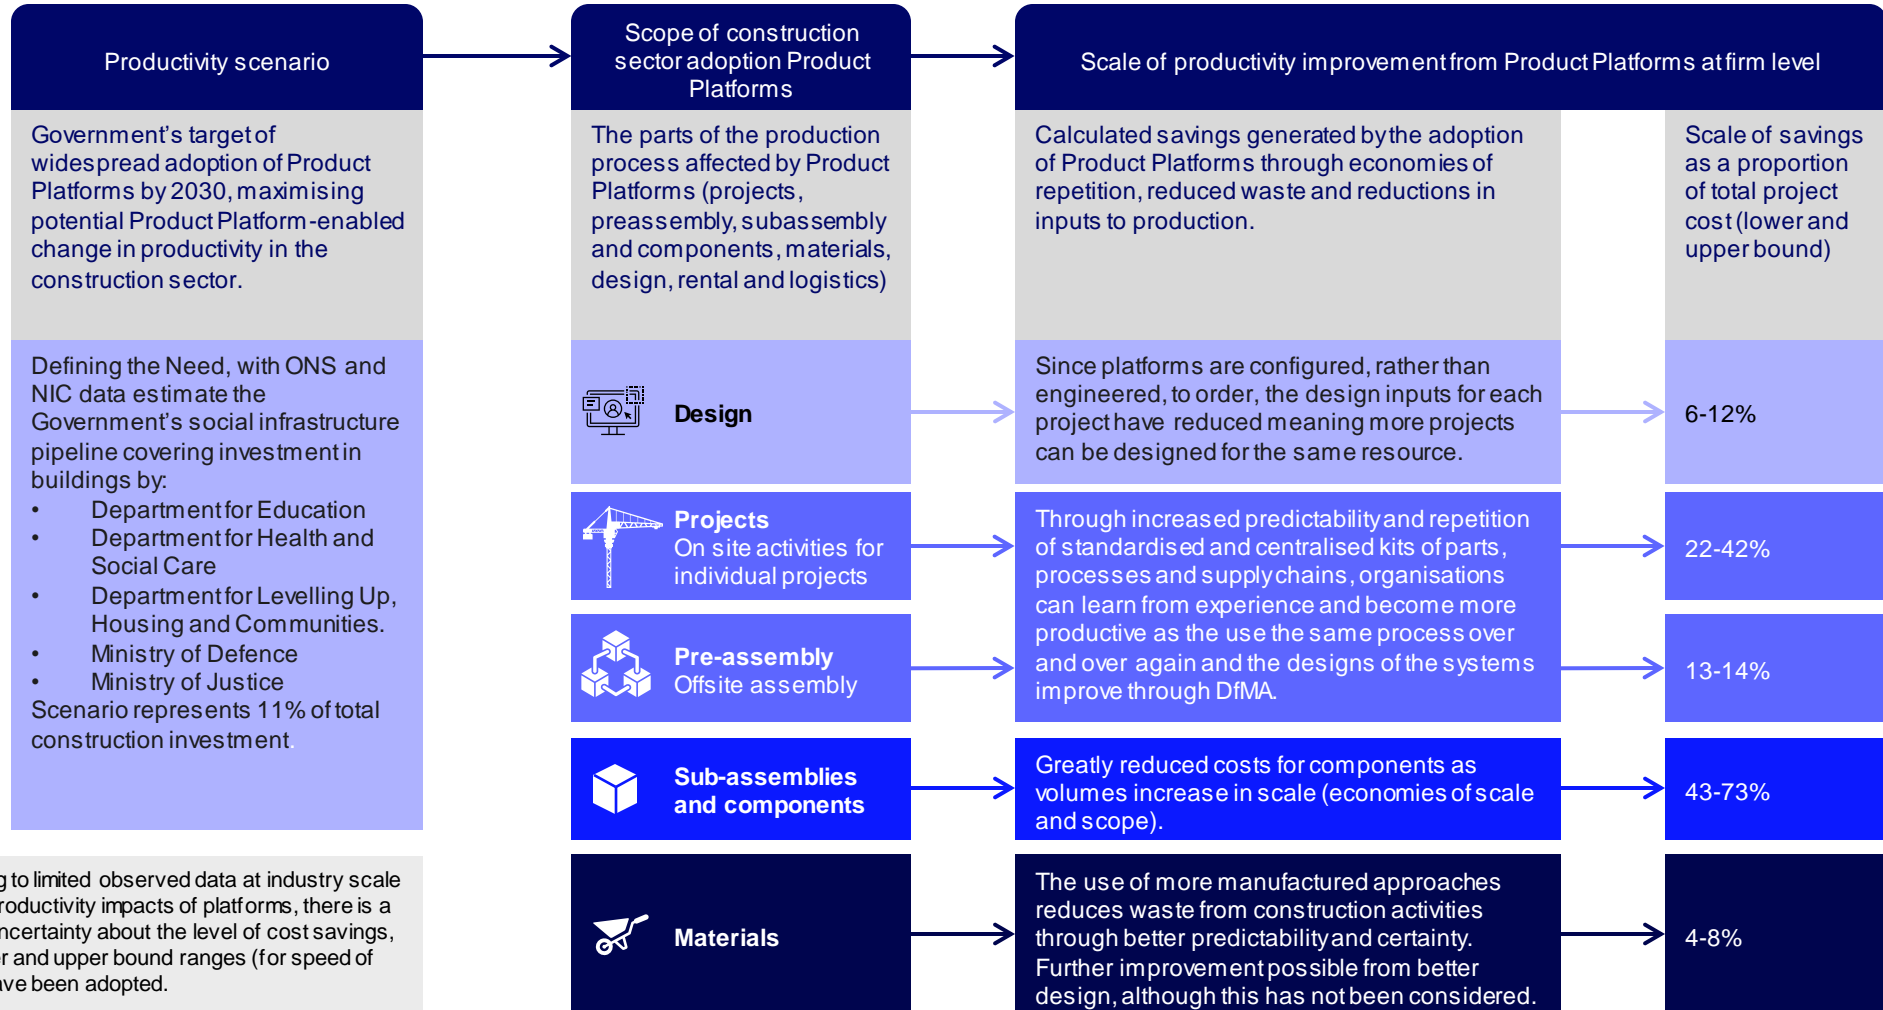 Productivity scenario
Scope of construction
sector adoption Product
Platforms
Scale of productivity improvement from Product Platforms at firm level
Government's target of
widespread adoption of Product
Platforms by 2030, maximising
potential Product Platform-enabled
change in productivity in the
construction sector.
The parts of the production
process affected by Product
Platforms (projects,
preassembly, subassembly
and components, materials,
design, rental and logistics)
Calculated savings generated by the adoption
of Product Platforms through economies of
repetition, reduced waste and reductions in
inputs to production.
Scale of savings
as a proportion
of total project
cost (lower and
upper bound)
Defining the Need, with ONS and
NIC data estimate the
Government's social infrastructure
pipeline covering investment in
buildings by:
• Department for Education
• Department for Health and
Social Care
• Department for Levelling Up,
Housing and Communities.
• Ministry of Defence
• Ministry of Justice
Scenario represents 11% of total
construction investment.
Design
Since platforms are configured, rather than
engineered, to order, the design inputs for each
project have reduced meaning more projects
can be designed for the same resource.
6-12%
Projects
On site activities for
individual projects
Through increased predictability and repetition
of standardised and centralised kits of parts,
processes and supply chains, organisations
can learn from experience and become more
productive as the use the same process over
and over again and the designs of the systems
improve through DfMA.
22-42%
Pre-assembly
Offsite assembly
13-14%
Sub-assemblies
and components
Greatly reduced costs for components as
volumes increase in scale (economies of scale
and scope).
43-73%
Materials
The use of more manufactured approaches
reduces waste from construction activities
through better predictability and certainty.
Further improvement possible from better
design, although this has not been considered.
4-8%
to limited observed data at industry scale
productivity impacts of platforms, there is a
uncertainty about the level of cost savings,
and upper bound ranges (for speed of
have been adopted.